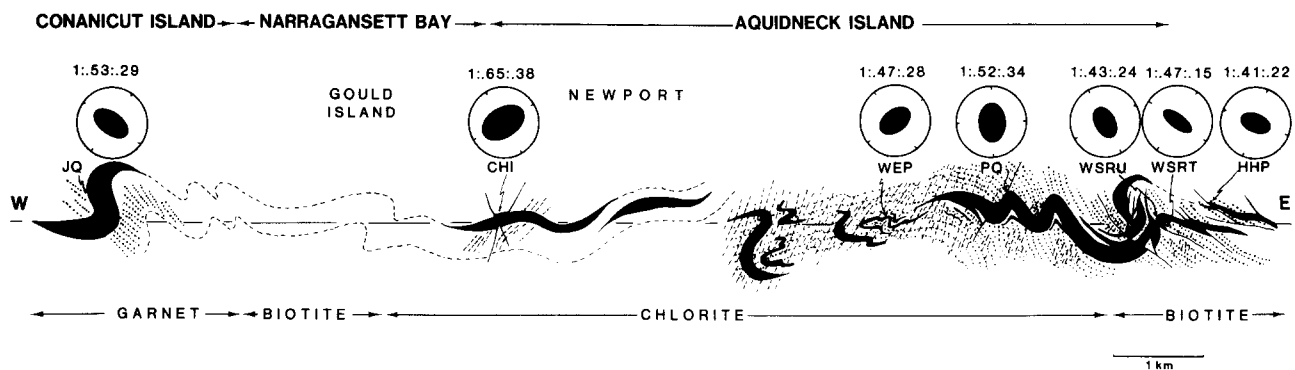 CONANICUT ISLAND NARRAGANSETT BAY AQUIDNECK ISLAND
1:.53:.29 1:.65:.38 1:.47:.28 1:.52:.34 1:.43:.24 1:.47:.15 1:.41:.22
GOULD NEWPORT
ISLAND
JQ CHI WEP PQ WSRU WSRT HHP
W E
GARNET BIOTITE CHLORITE BIOTITE
1 km